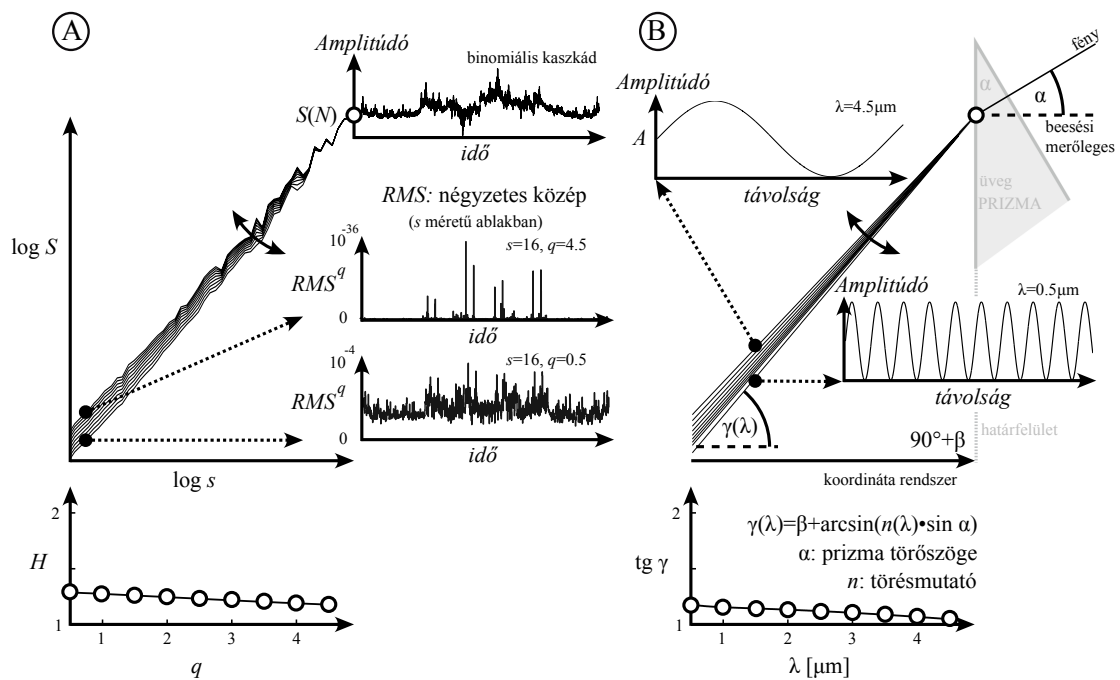 A
Amplitúdó
binomiális kaszkád
S(N)
idő
log S
RMS: négyzetes közép
(s méretű ablakban)
10^-36
s=16, q=4.5
RMS^q
0
idő
10^-4
s=16, q=0.5
RMS^q
0
idő
log s
2
H
1
1
2
3
4
q
B
Amplitúdó
λ=4.5μm
A
távolság
fény
α
α
beesési
merőleges
üveg
PRIZMA
Amplitúdó
λ=0.5μm
távolság
γ(λ)
90°+β
határfelület
koordináta rendszer
2
tg γ
1
γ(λ)=β+arcsin(n(λ)•sin α)
α: prizma törőszöge
n: törésmutató
1
2
3
4
λ [μm]